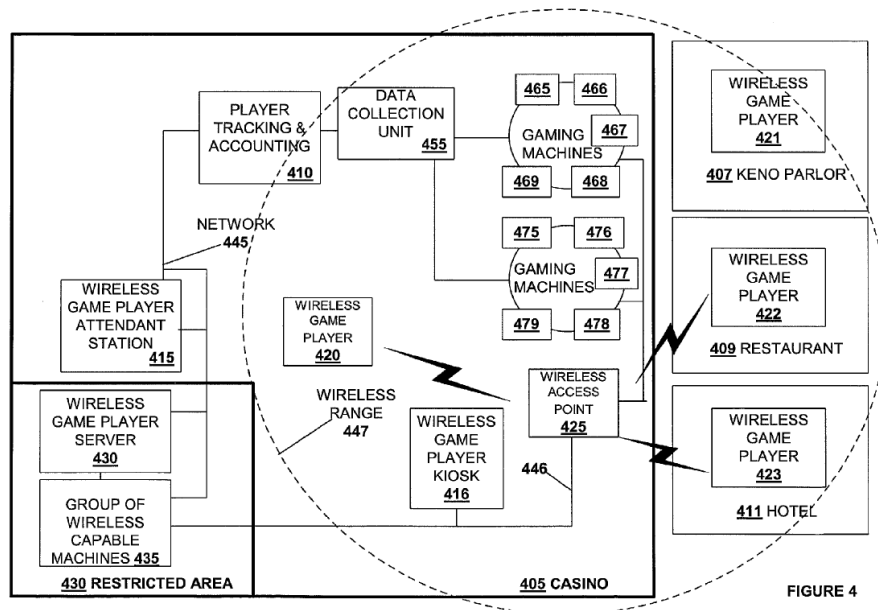 PLAYER
TRACKING &
ACCOUNTING
410
DATA
COLLECTION
UNIT
455
465
466
GAMING
MACHINES
467
469
468
WIRELESS
GAME
PLAYER
421
407 KENO PARLOR
NETWORK
445
475
476
GAMING
MACHINES
477
479
478
WIRELESS
GAME PLAYER
ATTENDANT
STATION
415
WIRELESS
GAME
PLAYER
420
WIRELESS
GAME
PLAYER
422
409 RESTAURANT
WIRELESS
GAME PLAYER
SERVER
430
WIRELESS
RANGE
447
WIRELESS
GAME
PLAYER
KIOSK
416
WIRELESS
ACCESS
POINT
425
446
WIRELESS
GAME
PLAYER
423
411 HOTEL
GROUP OF
WIRELESS
CAPABLE
MACHINES 435
430 RESTRICTED AREA
405 CASINO
FIGURE 4